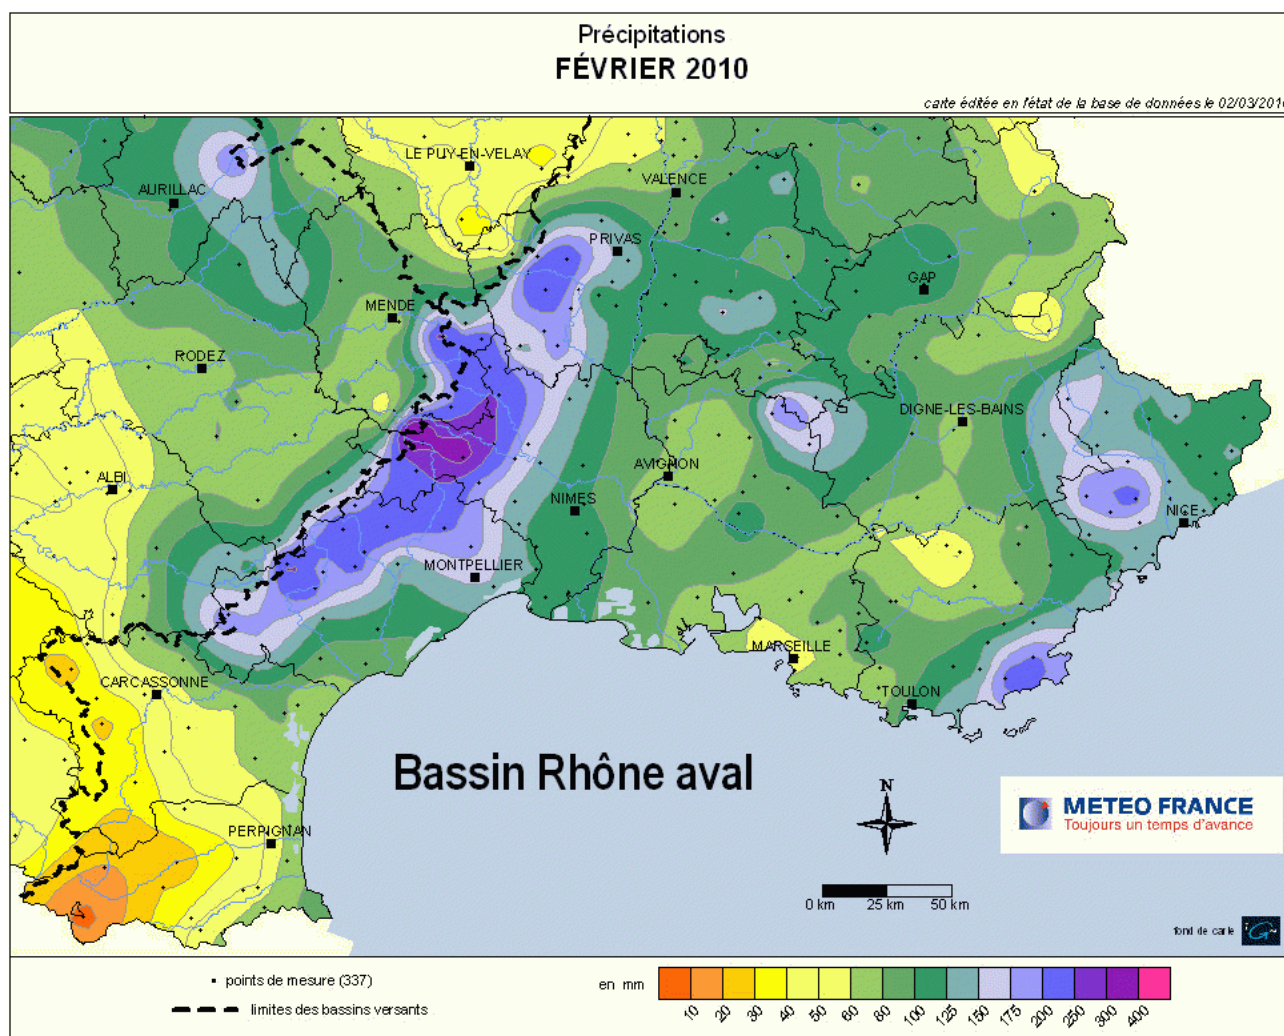 Précipitations
FÉVRIER 2010
carte éditée en l'état de la base de données le 02/03/2010
LE PUY-EN-VELAY
AURILLAC
VALENCE
PRIVAS
GAP
MENDE
RODEZ
DIGNE-LES-BAINS
AVIGNON
ALBI
NIMES
NICE
MONTPELLIER
MARSEILLE
CARCASSONNE
TOULON
Bassin Rhône aval
N
METEO FRANCE
Toujours un temps d'avance
PERPIGNAN
0 km 25 km 50 km
fond de carte
points de mesure (337)
en mm
limites des bassins versants
10 20 30 40 50 60 80 100 125 150 175 200 250 300 400